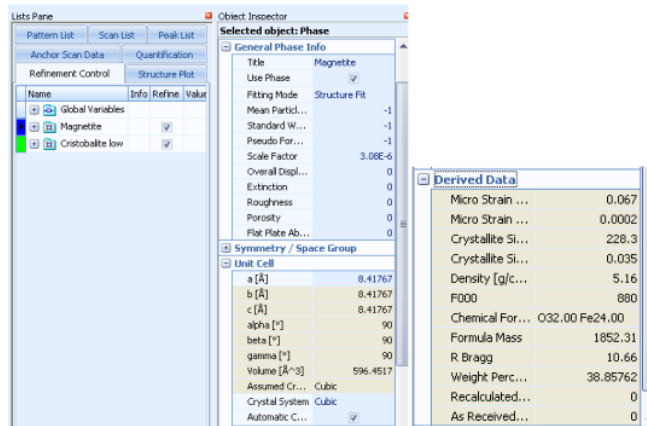 Lists Pane
Pattern List Scan List Peak List
Anchor Scan Data Quantification
Refinement Control Structure Plot
Name Info Refine Value
Global Variables
Magnetite
Cristobalite low
Object Inspector
Selected object: Phase
General Phase Info
Title Magnetite
Use Phase
Fitting Mode Structure Fit
Mean Particl... -1
Standard W... -1
Pseudo For... -1
Scale Factor 3.08E-6
Overall Displ... 0
Extinction 0
Roughness 0
Porosity 0
Flat Plate Ab... 0
Symmetry / Space Group
Unit Cell
a [Å] 8.41767
b [Å] 8.41767
c [Å] 8.41767
alpha [°] 90
beta [°] 90
gamma [°] 90
Volume [Å^3] 596.4517
Assumed Cr... Cubic
Crystal System Cubic
Automatic C...
Derived Data
Micro Strain ... 0.067
Micro Strain ... 0.0002
Crystallite Si... 228.3
Crystallite Si... 0.035
Density [g/c... 5.16
F000 880
Chemical For... O32.00 Fe24.00
Formula Mass 1852.31
R Bragg 10.66
Weight Perc... 38.85762
Recalculated... 0
As Received... 0